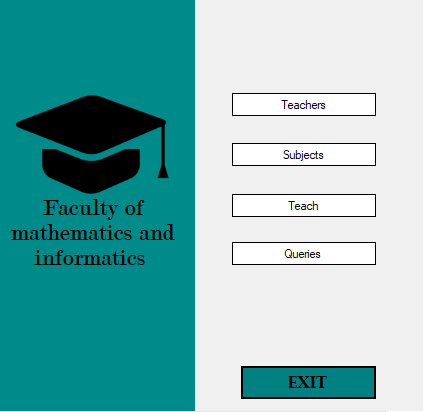 Faculty of
mathematics and
informatics
Teachers
Subjects
Teach
Queries
EXIT